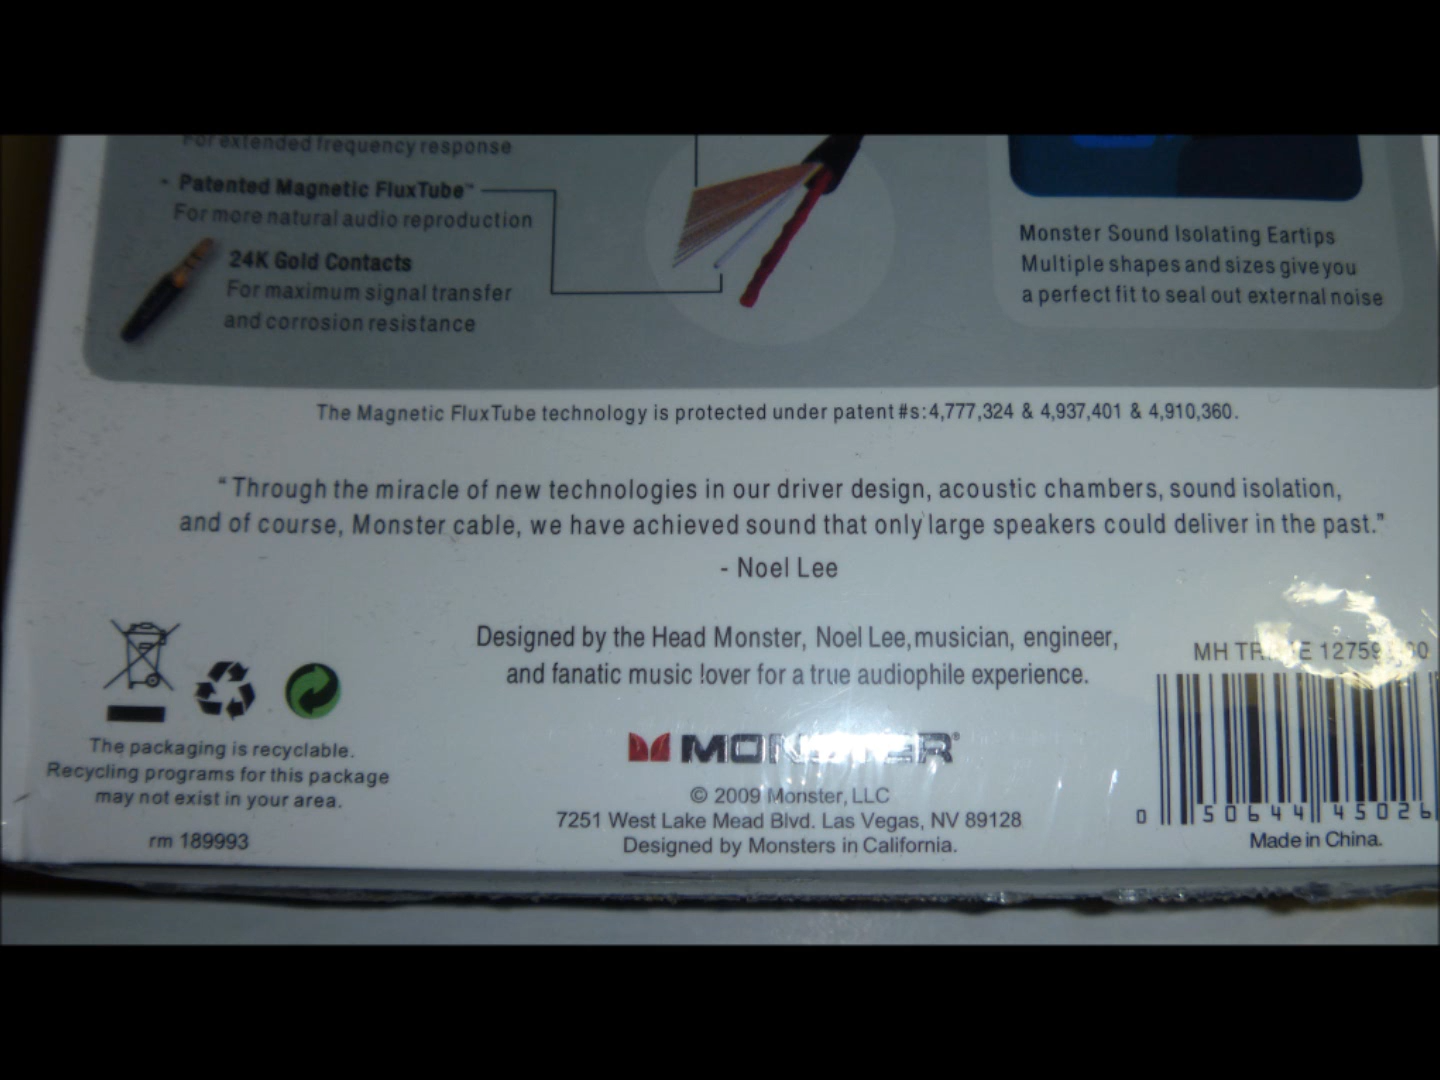 For extended frequency response
- Patented Magnetic FluxTube™
For more natural audio reproduction
24K Gold Contacts
For maximum signal transfer
and corrosion resistance
Monster Sound Isolating Eartips
Multiple shapes and sizes give you
a perfect fit to seal out external noise
The Magnetic FluxTube technology is protected under patent #s: 4,777,324 & 4,937,401 & 4,910,360.
“Through the miracle of new technologies in our driver design, acoustic chambers, sound isolation,
and of course, Monster cable, we have achieved sound that only large speakers could deliver in the past.”
- Noel Lee
Designed by the Head Monster, Noel Lee, musician, engineer,
and fanatic music lover for a true audiophile experience.
MONSTER®
© 2009 Monster, LLC
7251 West Lake Mead Blvd. Las Vegas, NV 89128
Designed by Monsters in California.
The packaging is recyclable.
Recycling programs for this package
may not exist in your area.
rm 189993
MH
0 50644 45026
Made in China.